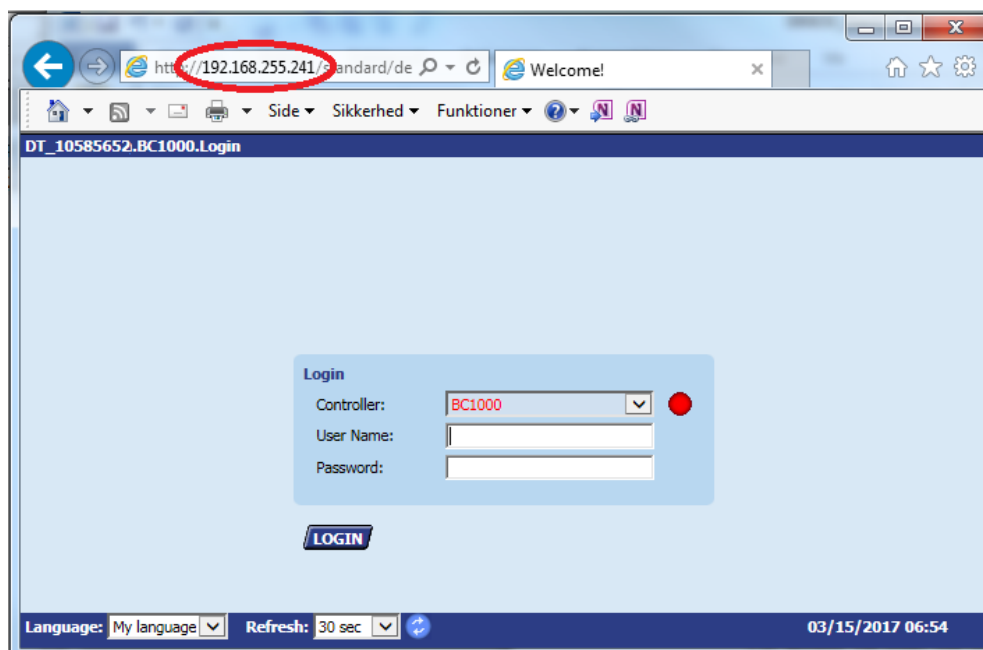 http://192.168.255.241/standard/de
Welcome!
Side
Sikkerhed
Funktioner
DT_10585652.BC1000.Login
Login
Controller: BC1000
User Name:
Password:
LOGIN
Language: My language Refresh: 30 sec 03/15/2017 06:54